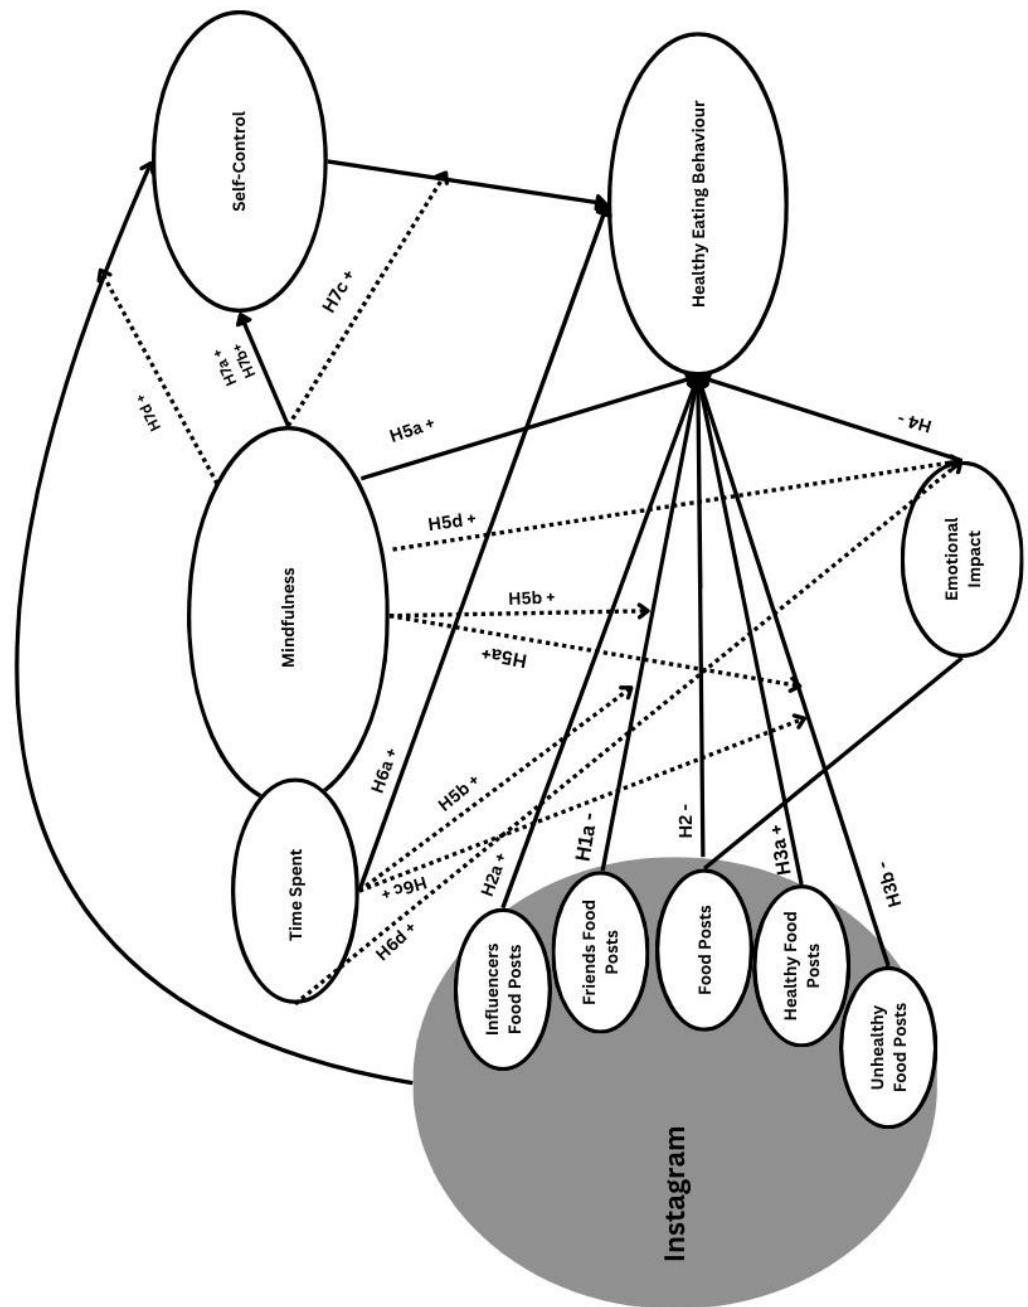 Self-Control
Healthy Eating Behaviour
H7c +
H7a +
H7b+
H7d+
H5a +
H4 -
H5d +
Mindfulness
Emotional
Impact
H5b +
H5a+
H6a +
H5b +
Time Spent
H6c+
H6d +
H2a +
H1a -
H2 -
H3a +
H3b -
Influencers
Food Posts
Friends Food
Posts
Food Posts
Healthy Food
Posts
Unhealthy
Food Posts
Instagram